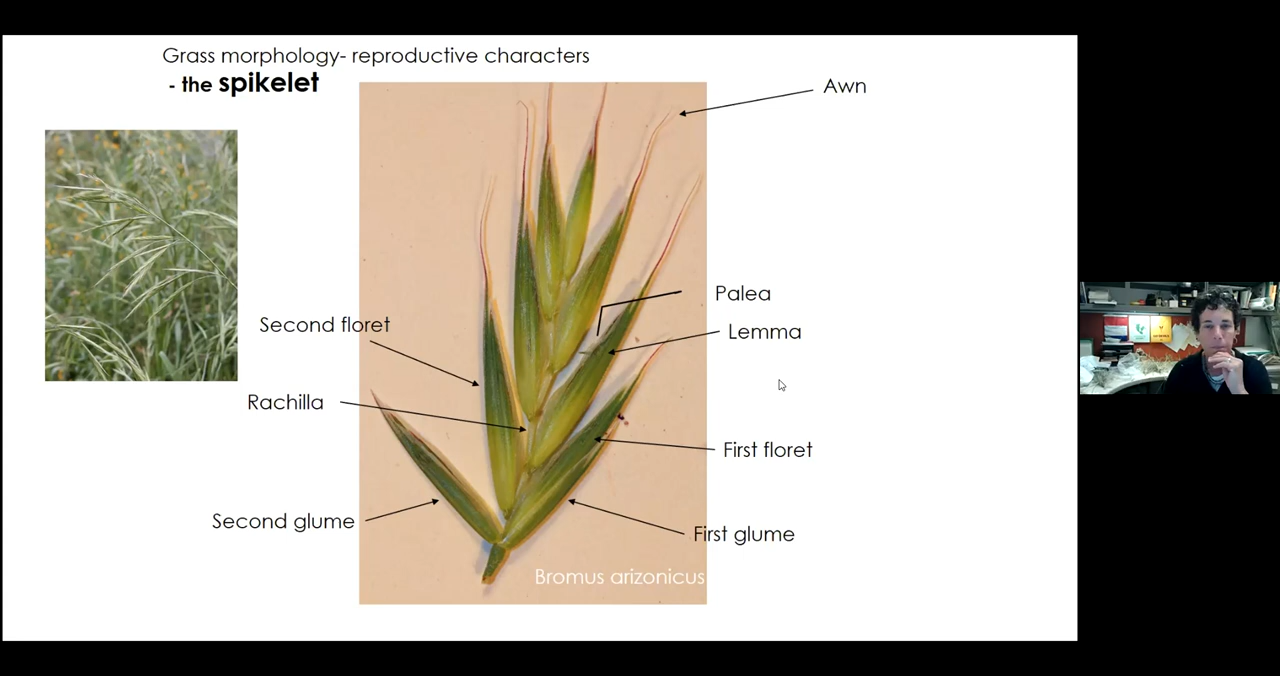 Grass morphology- reproductive characters
- the spikelet
Awn
Palea
Second floret
Lemma
Rachilla
First floret
Second glume
First glume
Bromus arizonicus